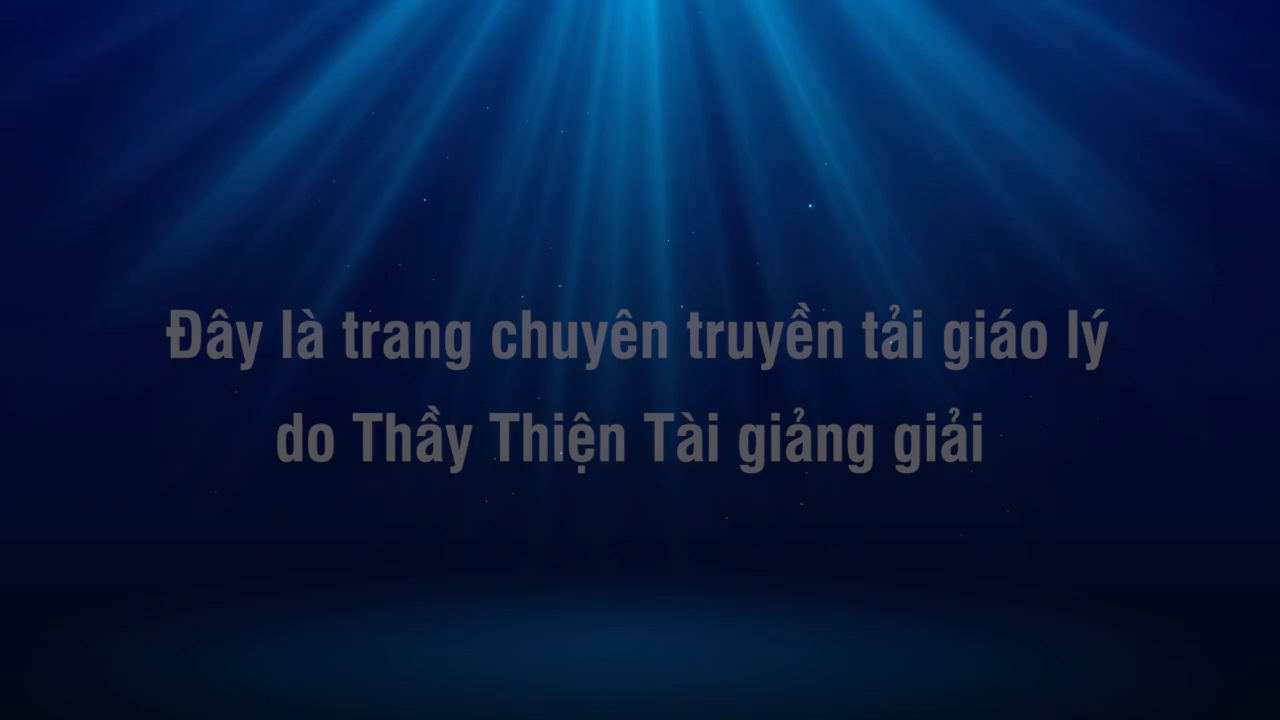 Đây là trang chuyên truyền tải giáo lý
do Thầy Thiện Tài giảng giải